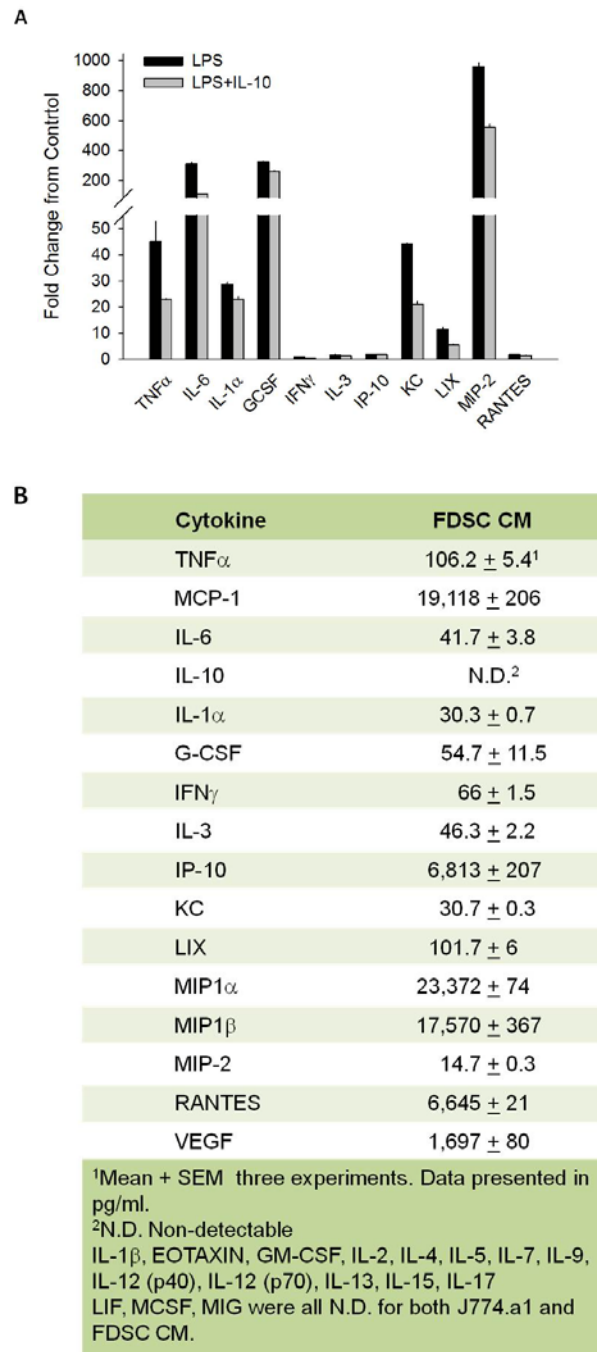 A
LPS
LPS+IL-10
Fold Change from Contrtol
1000
800
600
400
200
50
40
30
20
10
0
TNFα
IL-6
IL-1α
GCSF
IFNγ
IL-3
IP-10
KC
LIX
MIP-2
RANTES
B
Cytokine FDSC CM
TNFα 106.2 ± 5.4¹
MCP-1 19,118 ± 206
IL-6 41.7 ± 3.8
IL-10 N.D.²
IL-1α 30.3 ± 0.7
G-CSF 54.7 ± 11.5
IFNγ 66 ± 1.5
IL-3 46.3 ± 2.2
IP-10 6,813 ± 207
KC 30.7 ± 0.3
LIX 101.7 ± 6
MIP1α 23,372 ± 74
MIP1β 17,570 ± 367
MIP-2 14.7 ± 0.3
RANTES 6,645 ± 21
VEGF 1,697 ± 80
¹Mean + SEM three experiments. Data presented in
pg/ml.
²N.D. Non-detectable
IL-1β, EOTAXIN, GM-CSF, IL-2, IL-4, IL-5, IL-7, IL-9,
IL-12 (p40), IL-12 (p70), IL-13, IL-15, IL-17
LIF, MCSF, MIG were all N.D. for both J774.a1 and
FDSC CM.